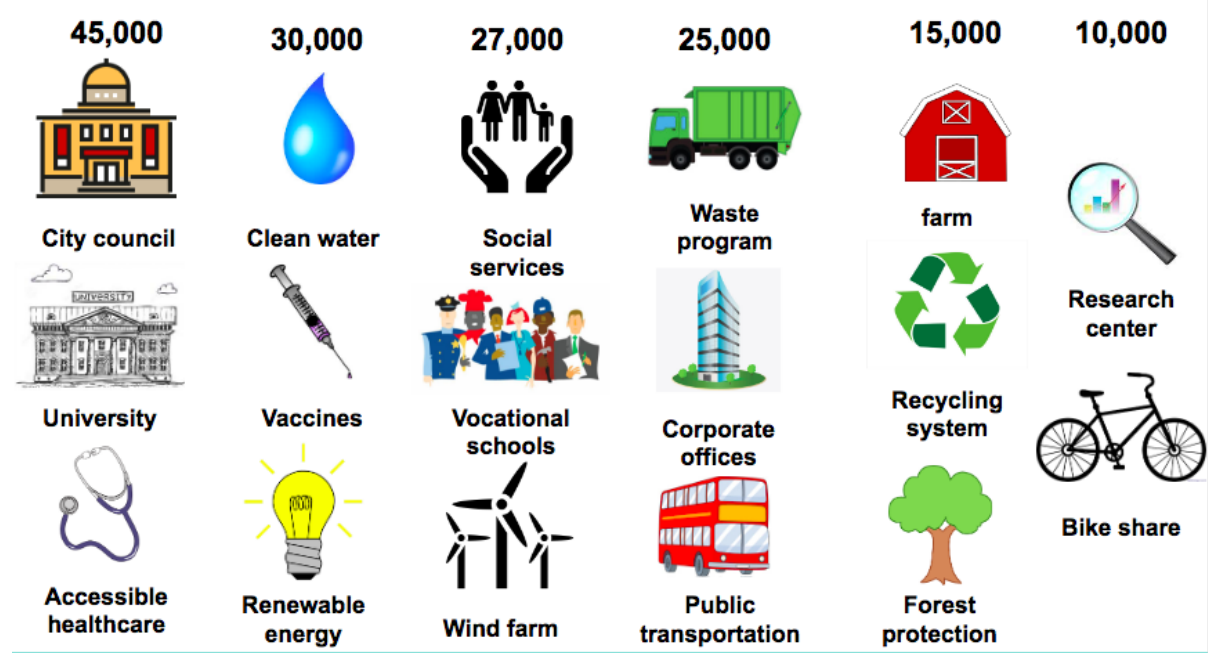 45,000
30,000
27,000
25,000
15,000
10,000
City council
Clean water
Social
services
Waste
program
farm
Research
center
UNIVERSITY
University
Vaccines
Vocational
schools
Corporate
offices
Recycling
system
Bike share
Accessible
healthcare
Renewable
energy
Wind farm
Public
transportation
Forest
protection